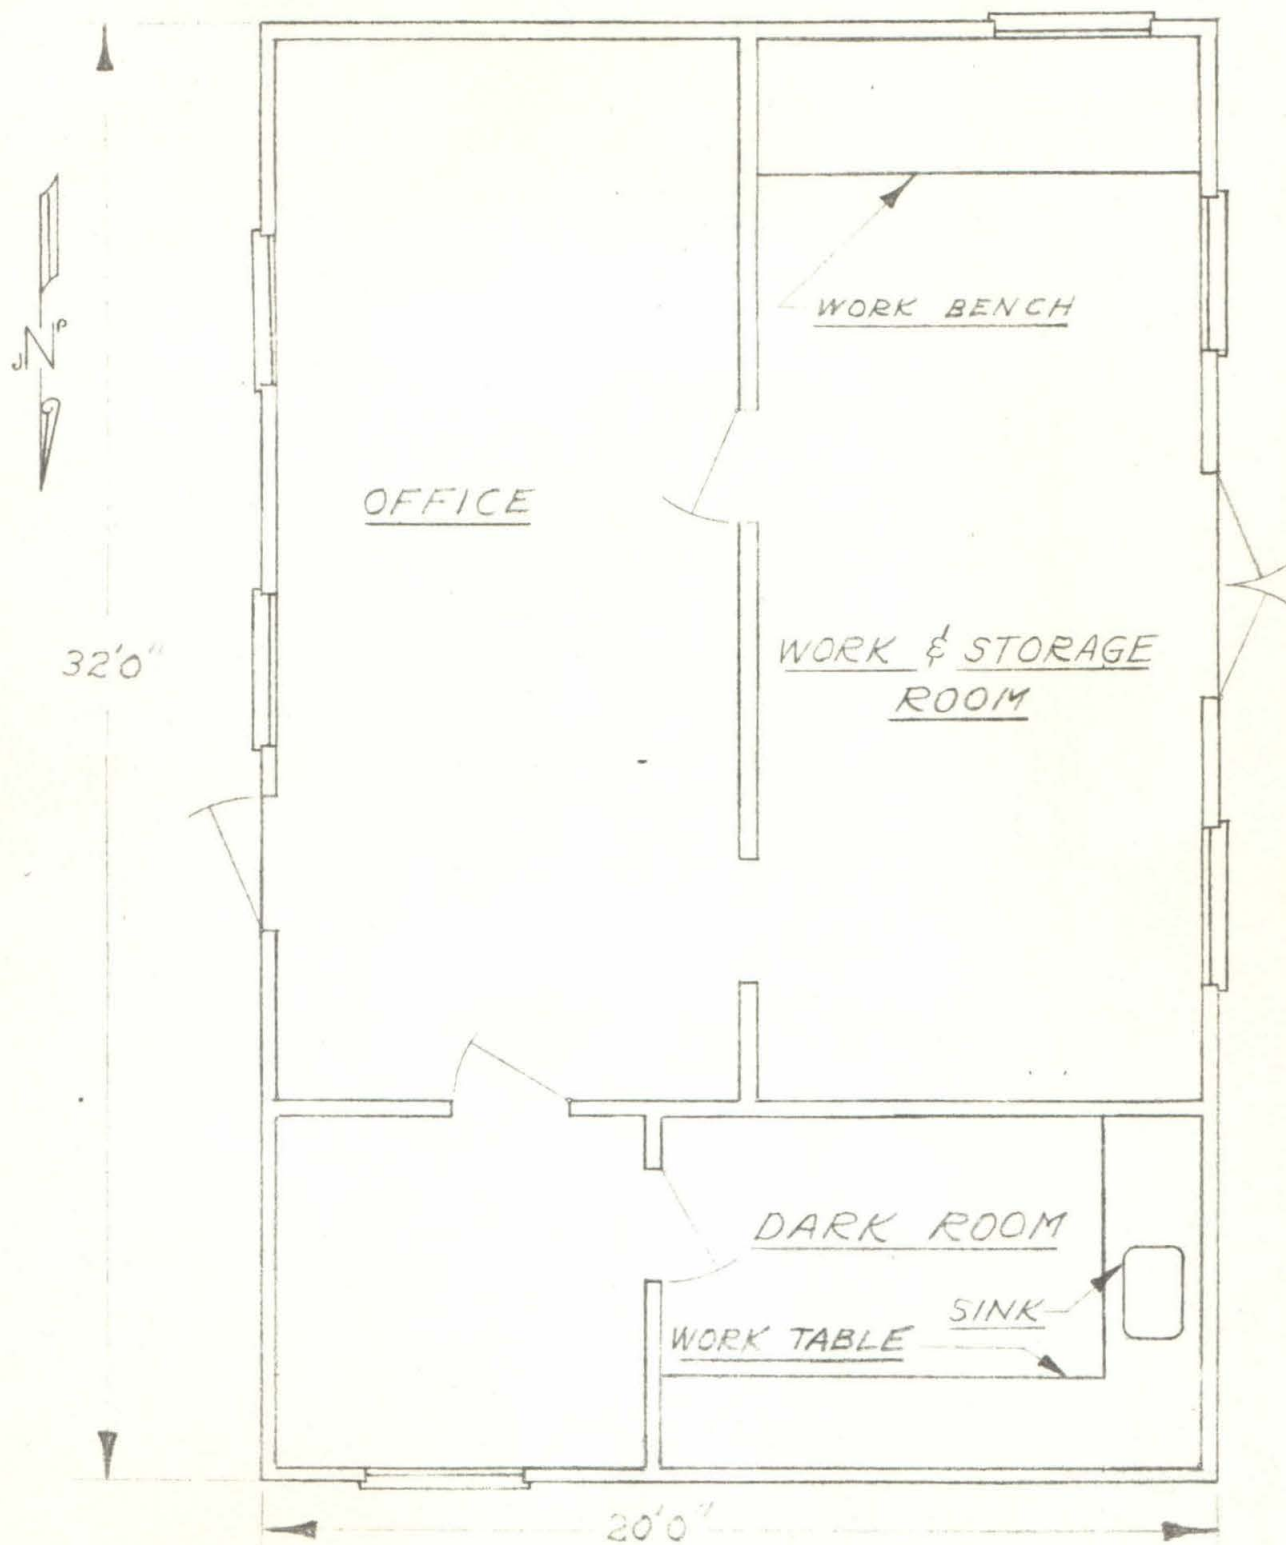 WORK BENCH
N
OFFICE
32'0"
WORK & STORAGE
ROOM
DARK ROOM
SINK
WORK TABLE
20'0"